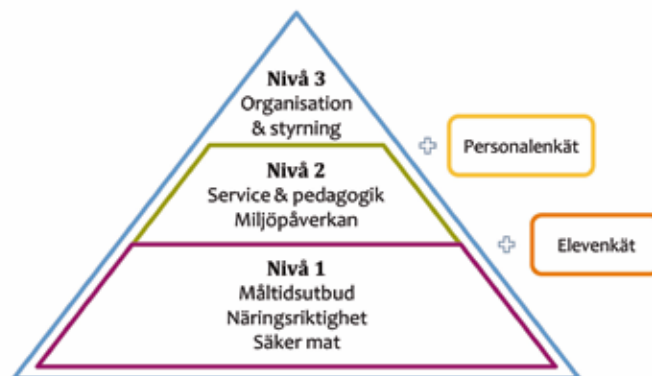 Nivå 3
Organisation
& styrning
Personalenkät
Nivå 2
Service & pedagogik
Miljöpåverkan
Elevenkät
Nivå 1
Måltidsutbud
Näringsriktighet
Säker mat